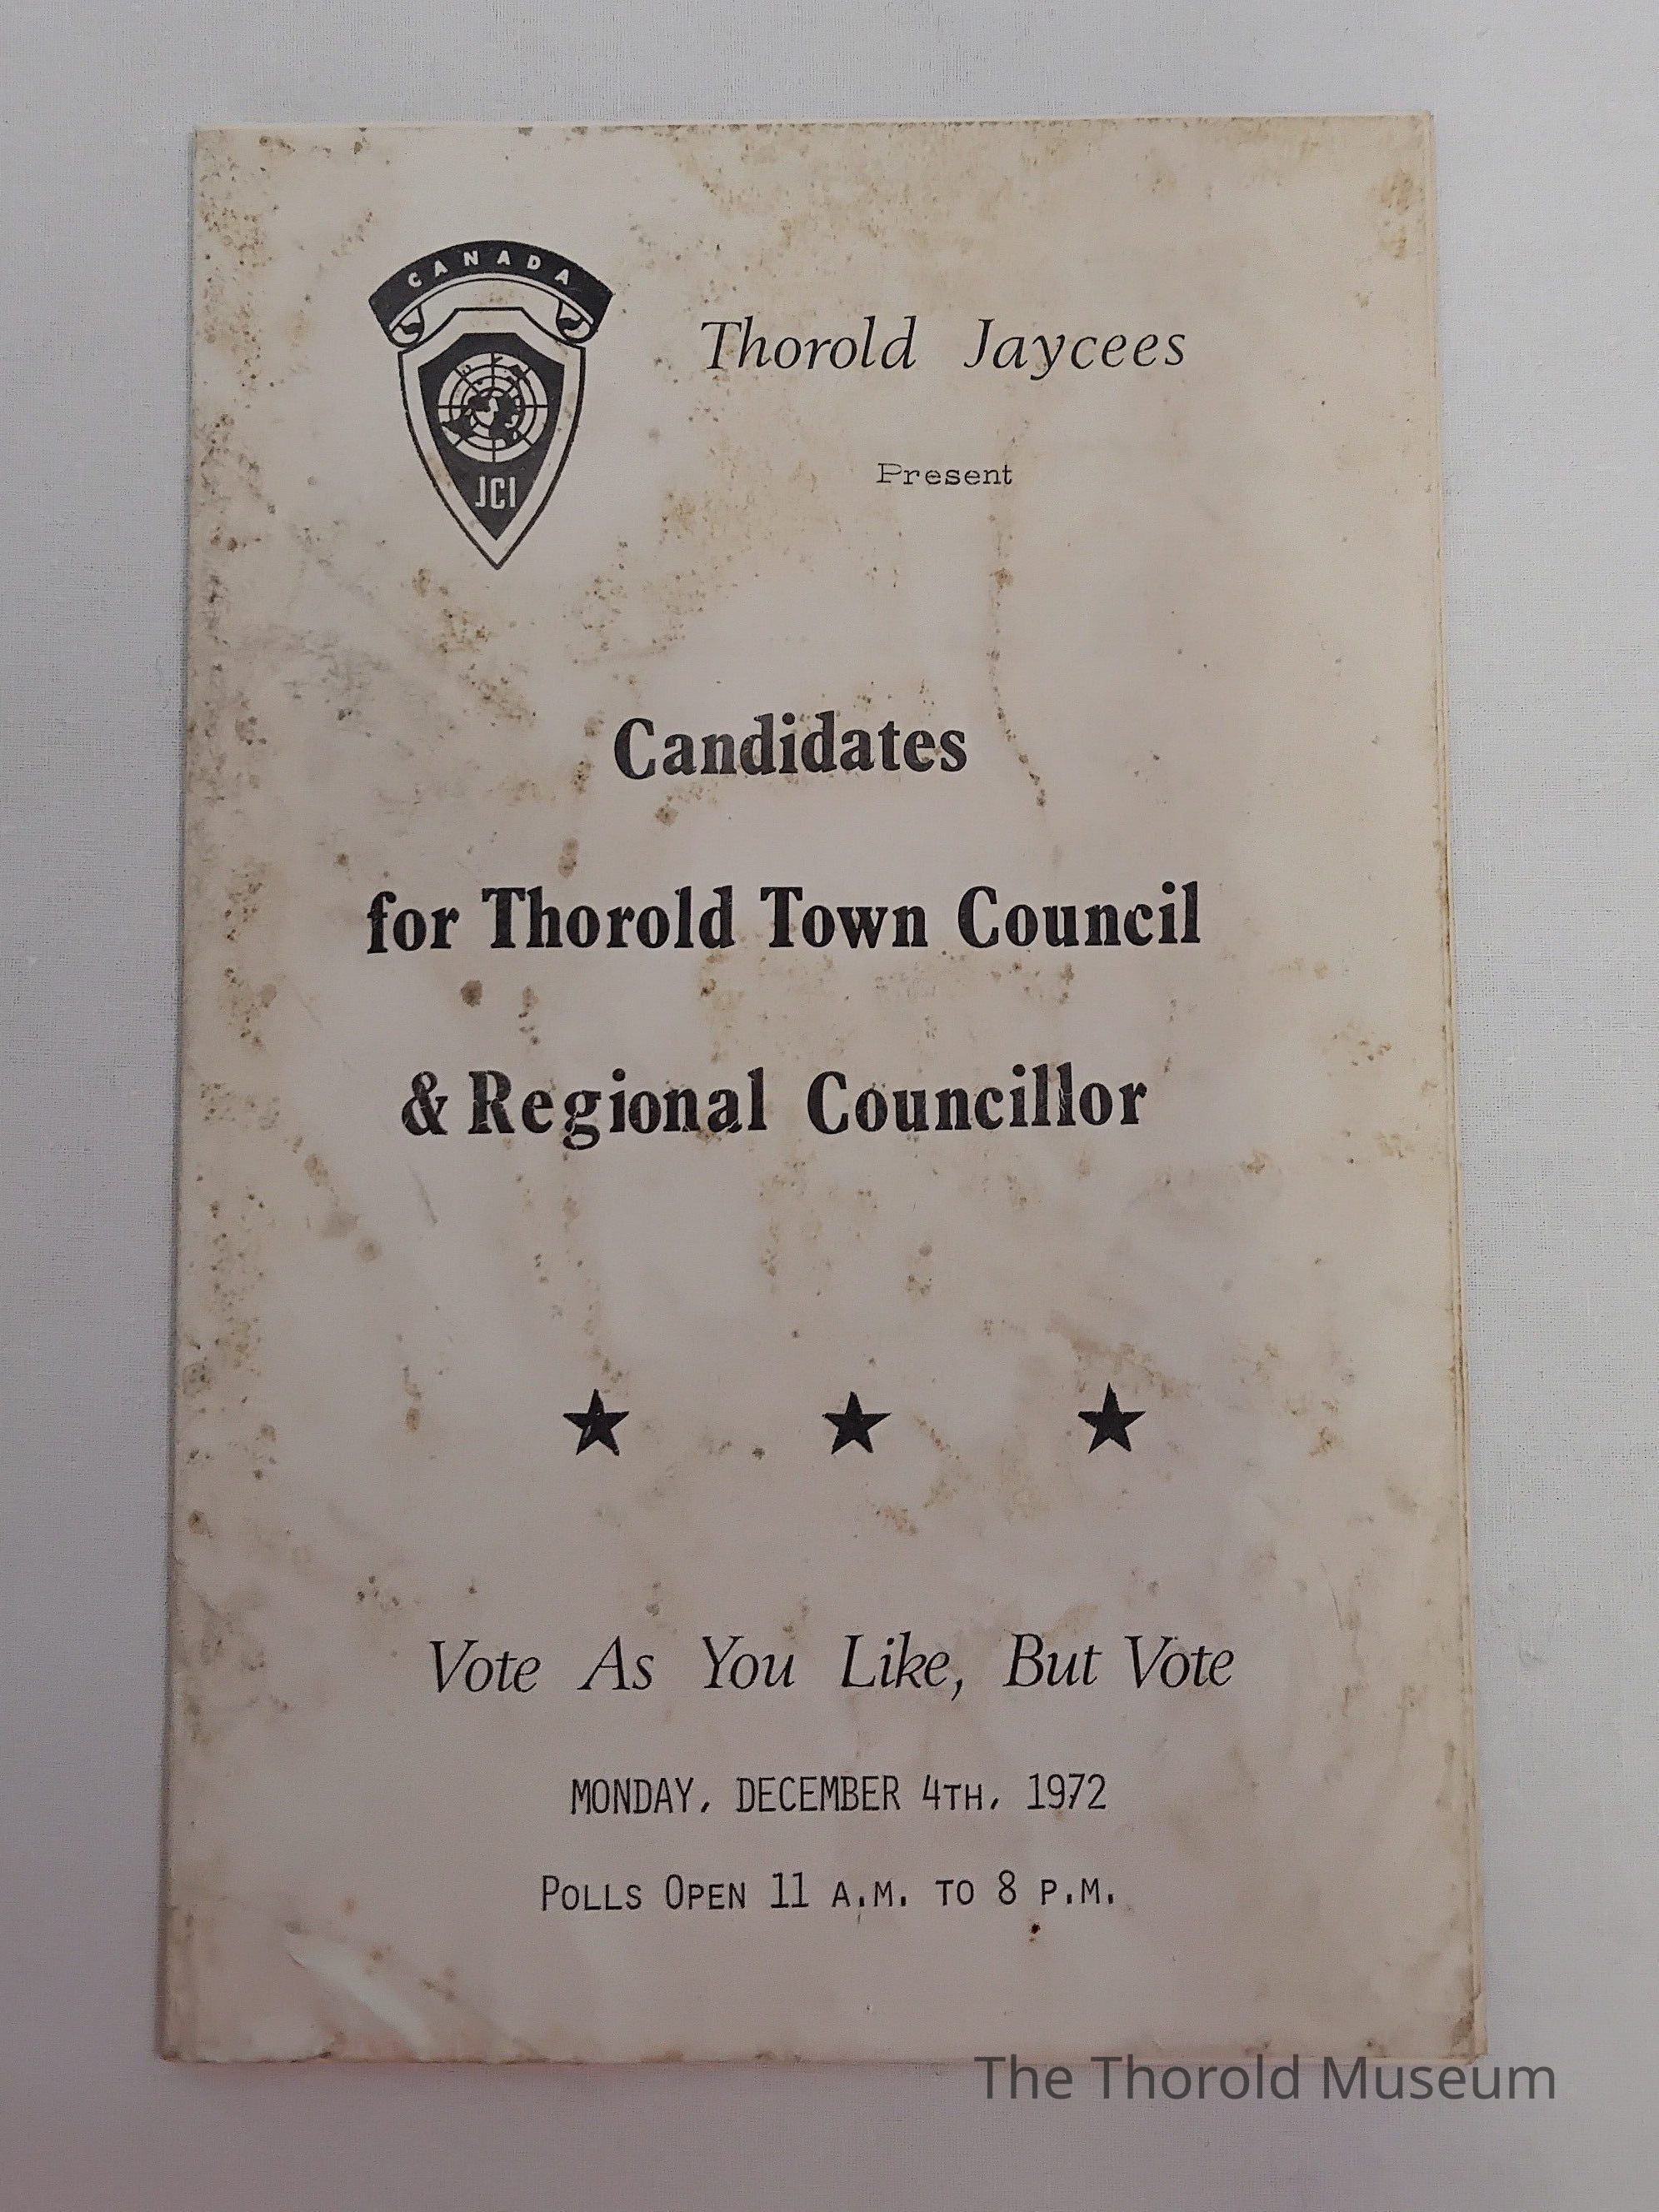 CANADA
JCI
Thorold Jaycees
Present
Candidates
for Thorold Town Council
& Regional Councillor
Vote As You Like, But Vote
MONDAY, DECEMBER 4TH, 1972
POLLS OPEN 11 A.M. TO 8 P.M.
The Thorold Museum